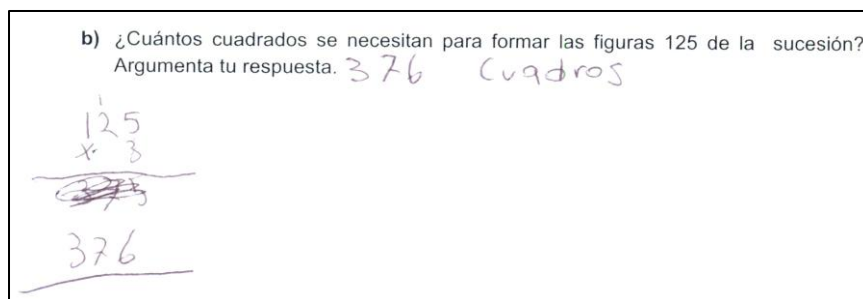 b) ¿Cuántos cuadrados se necesitan para formar las figuras 125 de la sucesión?
Argumenta tu respuesta. 376 Cuadros
1
125
x. 3
376